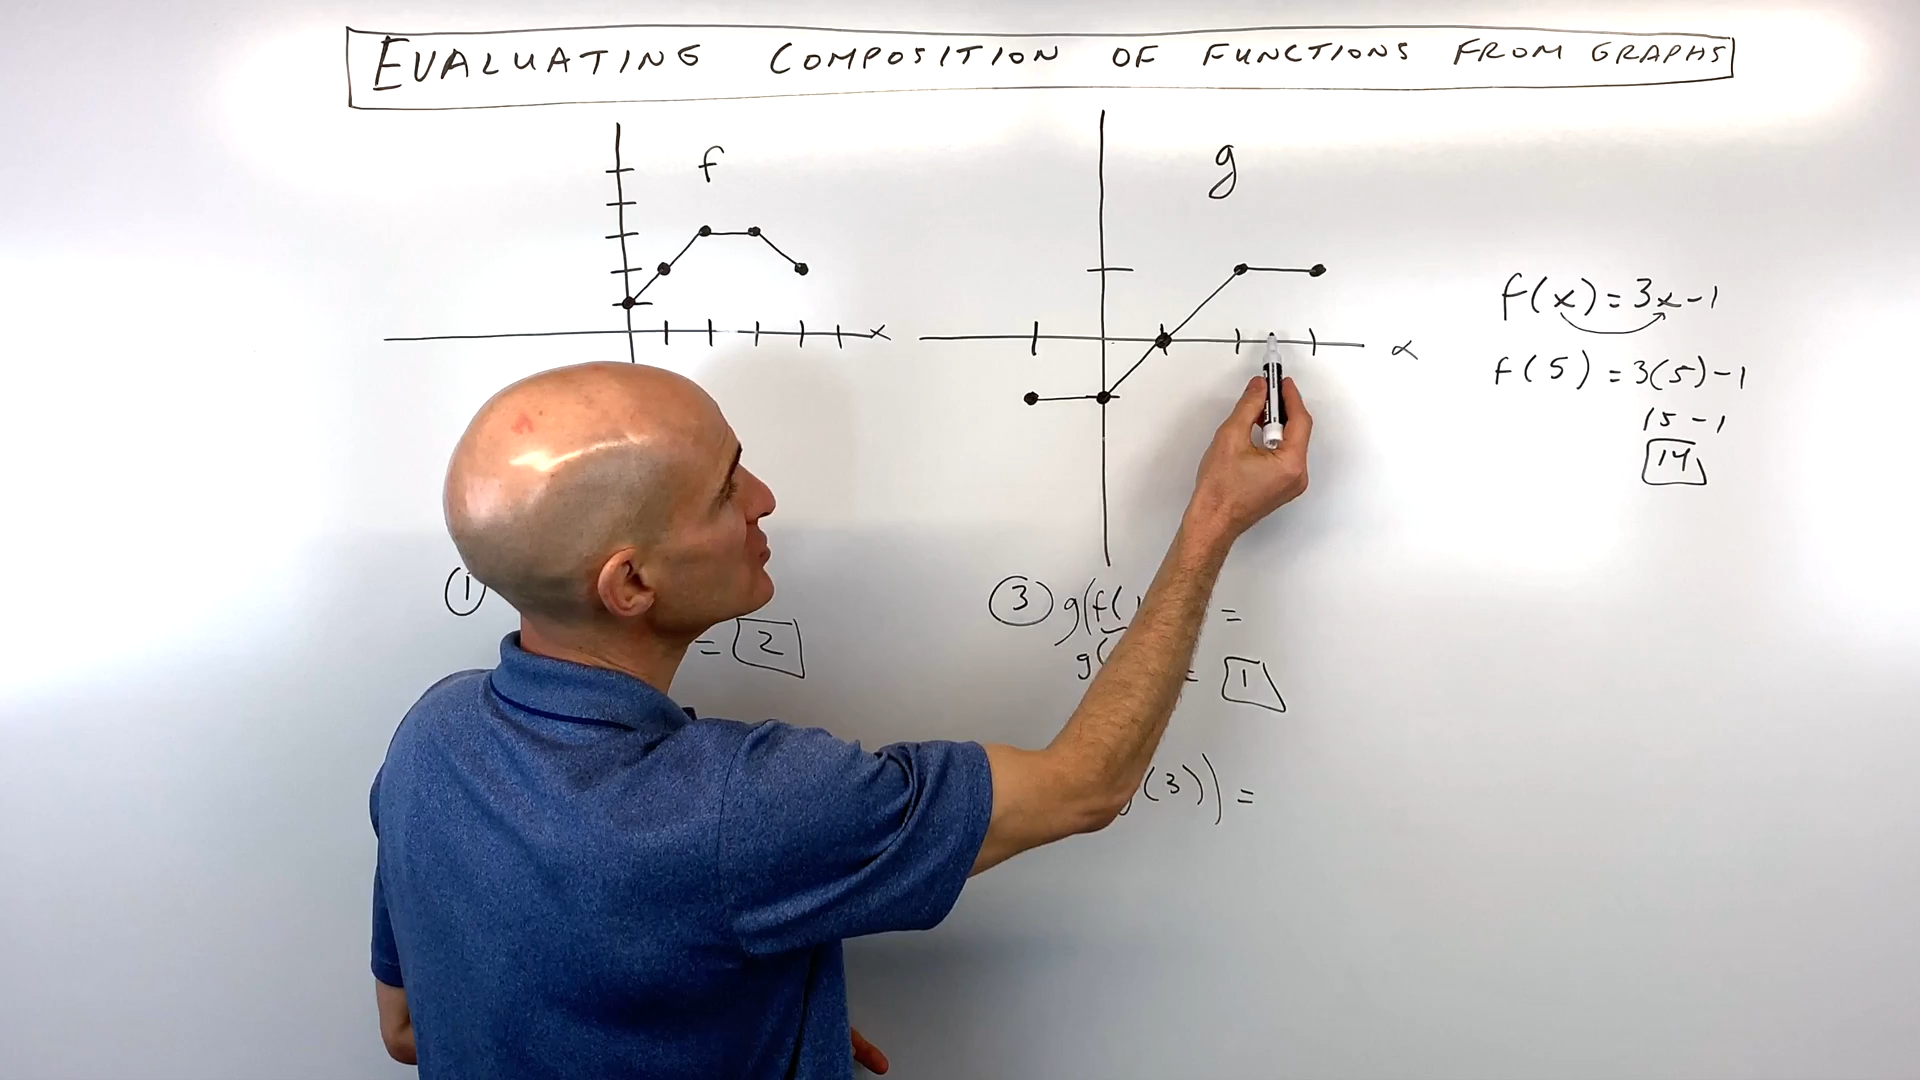 EVALUATING COMPOSITION OF FUNCTIONS FROM GRAPHS
f
g
x
x
f(x) = 3x-1
f(5) = 3(5)-1
15-1
14
1
= 2
3 g(f( =
g( = 1
(3)) =